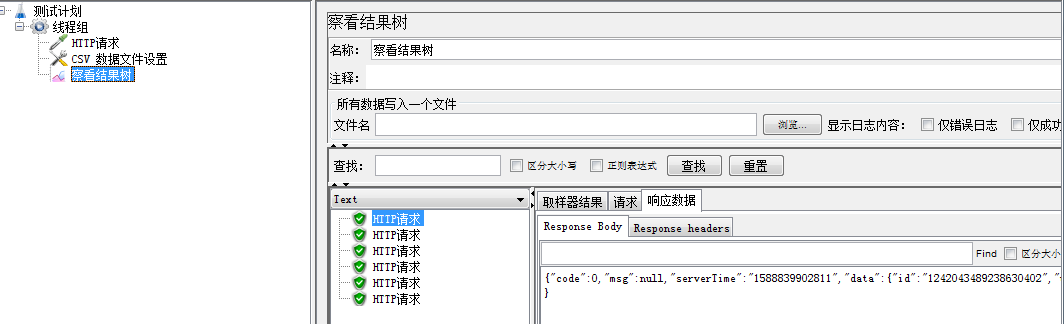 测试计划
线程组
HTTP请求
CSV 数据文件设置
察看结果树
察看结果树
名称： 察看结果树
注释：
所有数据写入一个文件
文件名 浏览... 显示日志内容： 仅错误日志 仅成功
查找： 区分大小写 正则表达式 查找 重置
Text
HTTP请求
HTTP请求
HTTP请求
HTTP请求
HTTP请求
HTTP请求
取样器结果 请求 响应数据
Response Body Response headers
Find 区分大小
{"code":0,"msg":null,"serverTime":"1588839902811","data":{"id":"1242043489238630402","
}